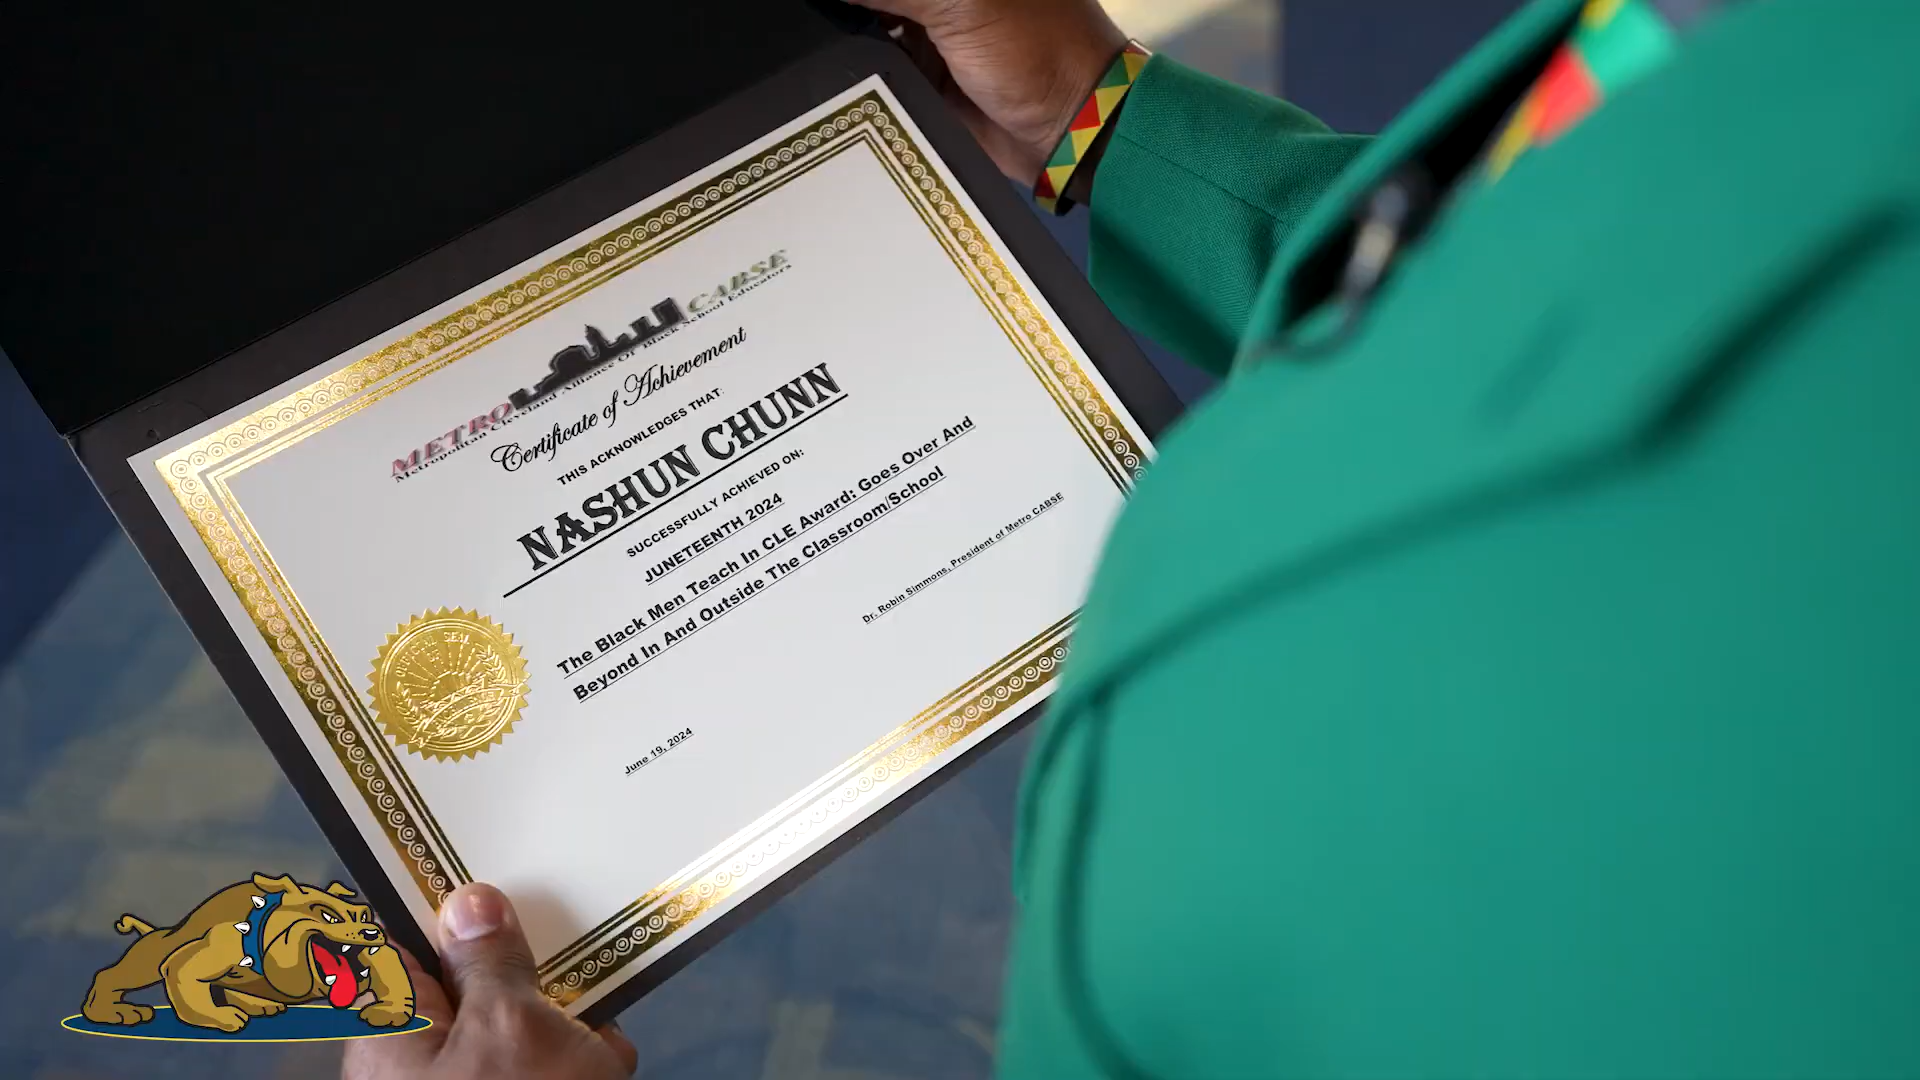 METRO CABSE
Metropolitan Cleveland Alliance Of Black School Educators
Certificate of Achievement
THIS ACKNOWLEDGES THAT:
NASHUN CHUNN
SUCCESSFULLY ACHIEVED ON:
JUNETEENTH 2024
The Black Men Teach In CLE Award: Goes Over And
Beyond In And Outside The Classroom/School
Dr. Robin Simmons, President of Metro CABSE
OFFICIAL SEAL
June 19, 2024